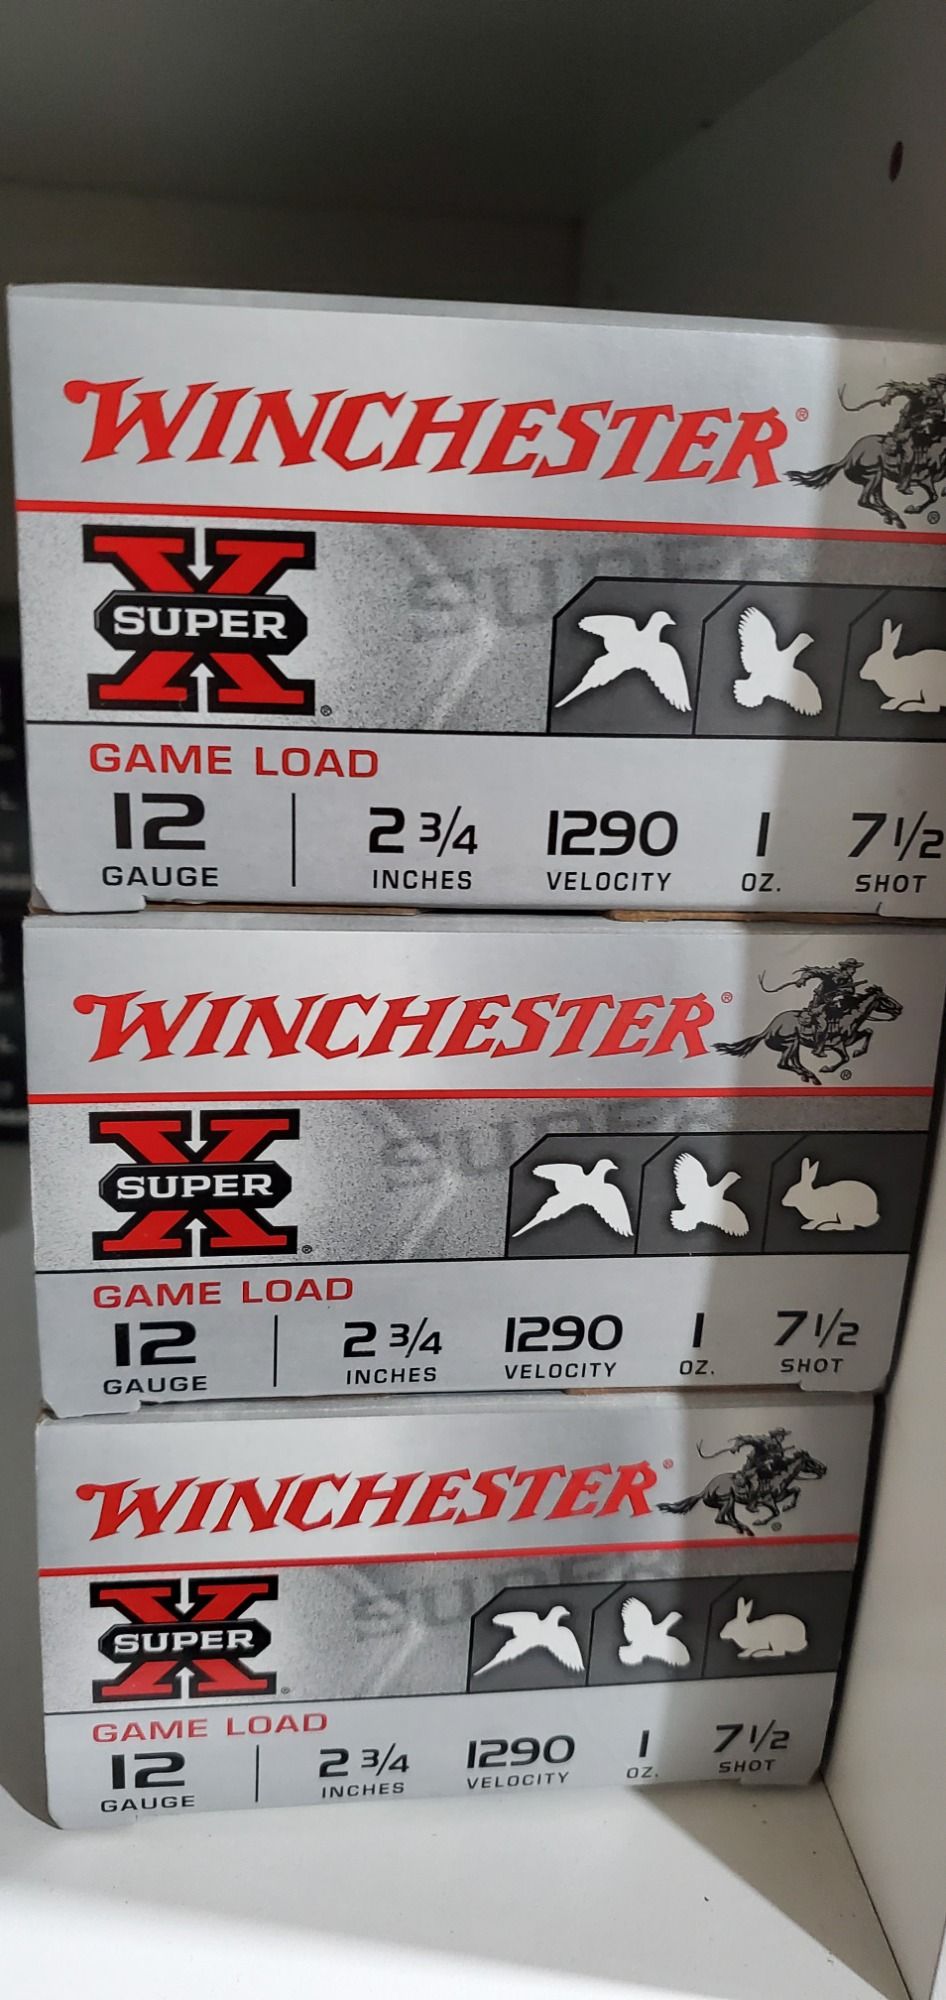 WINCHESTER®
SUPER X®
GAME LOAD
12 2 3/4 1290 1 7 1/2
GAUGE INCHES VELOCITY OZ. SHOT
WINCHESTER®
SUPER X®
GAME LOAD
12 2 3/4 1290 1 7 1/2
GAUGE INCHES VELOCITY OZ. SHOT
WINCHESTER®
SUPER X®
GAME LOAD
12 2 3/4 1290 1 7 1/2
GAUGE INCHES VELOCITY OZ. SHOT